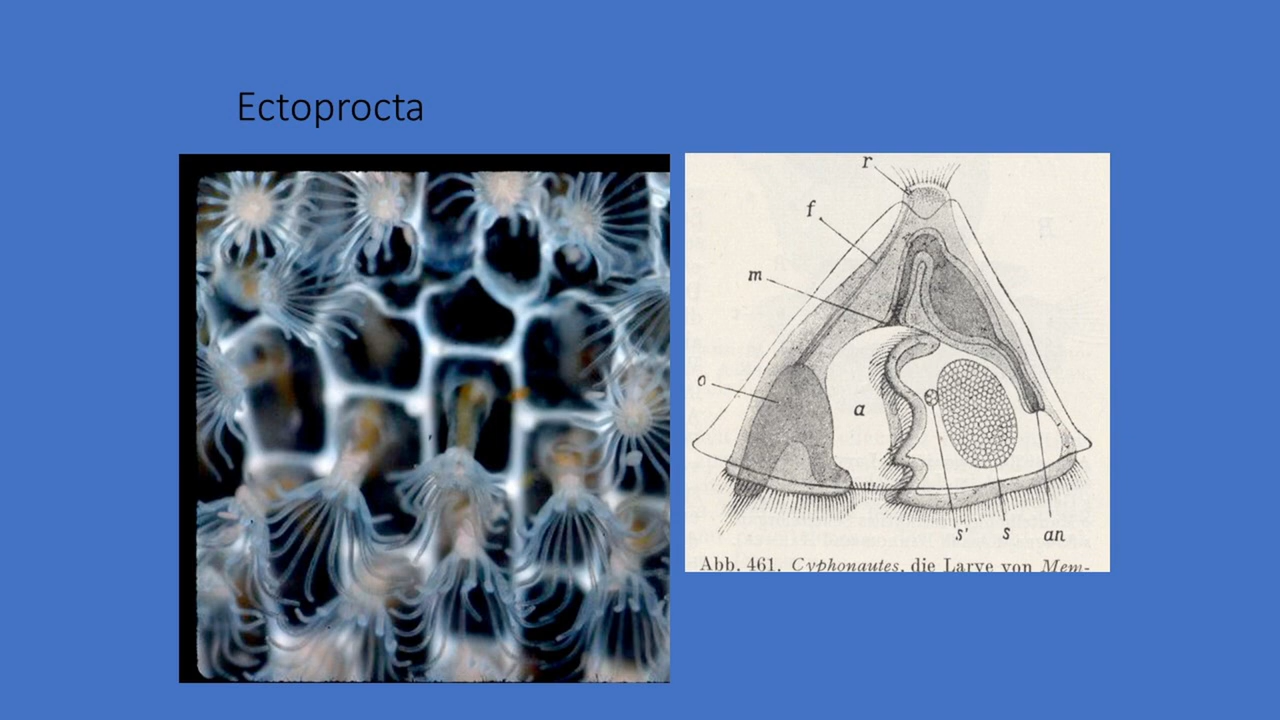 Ectoprocta
r
f
m
o
a
s' s an
Abb. 461. Cyphonautes, die Larve von Mem-